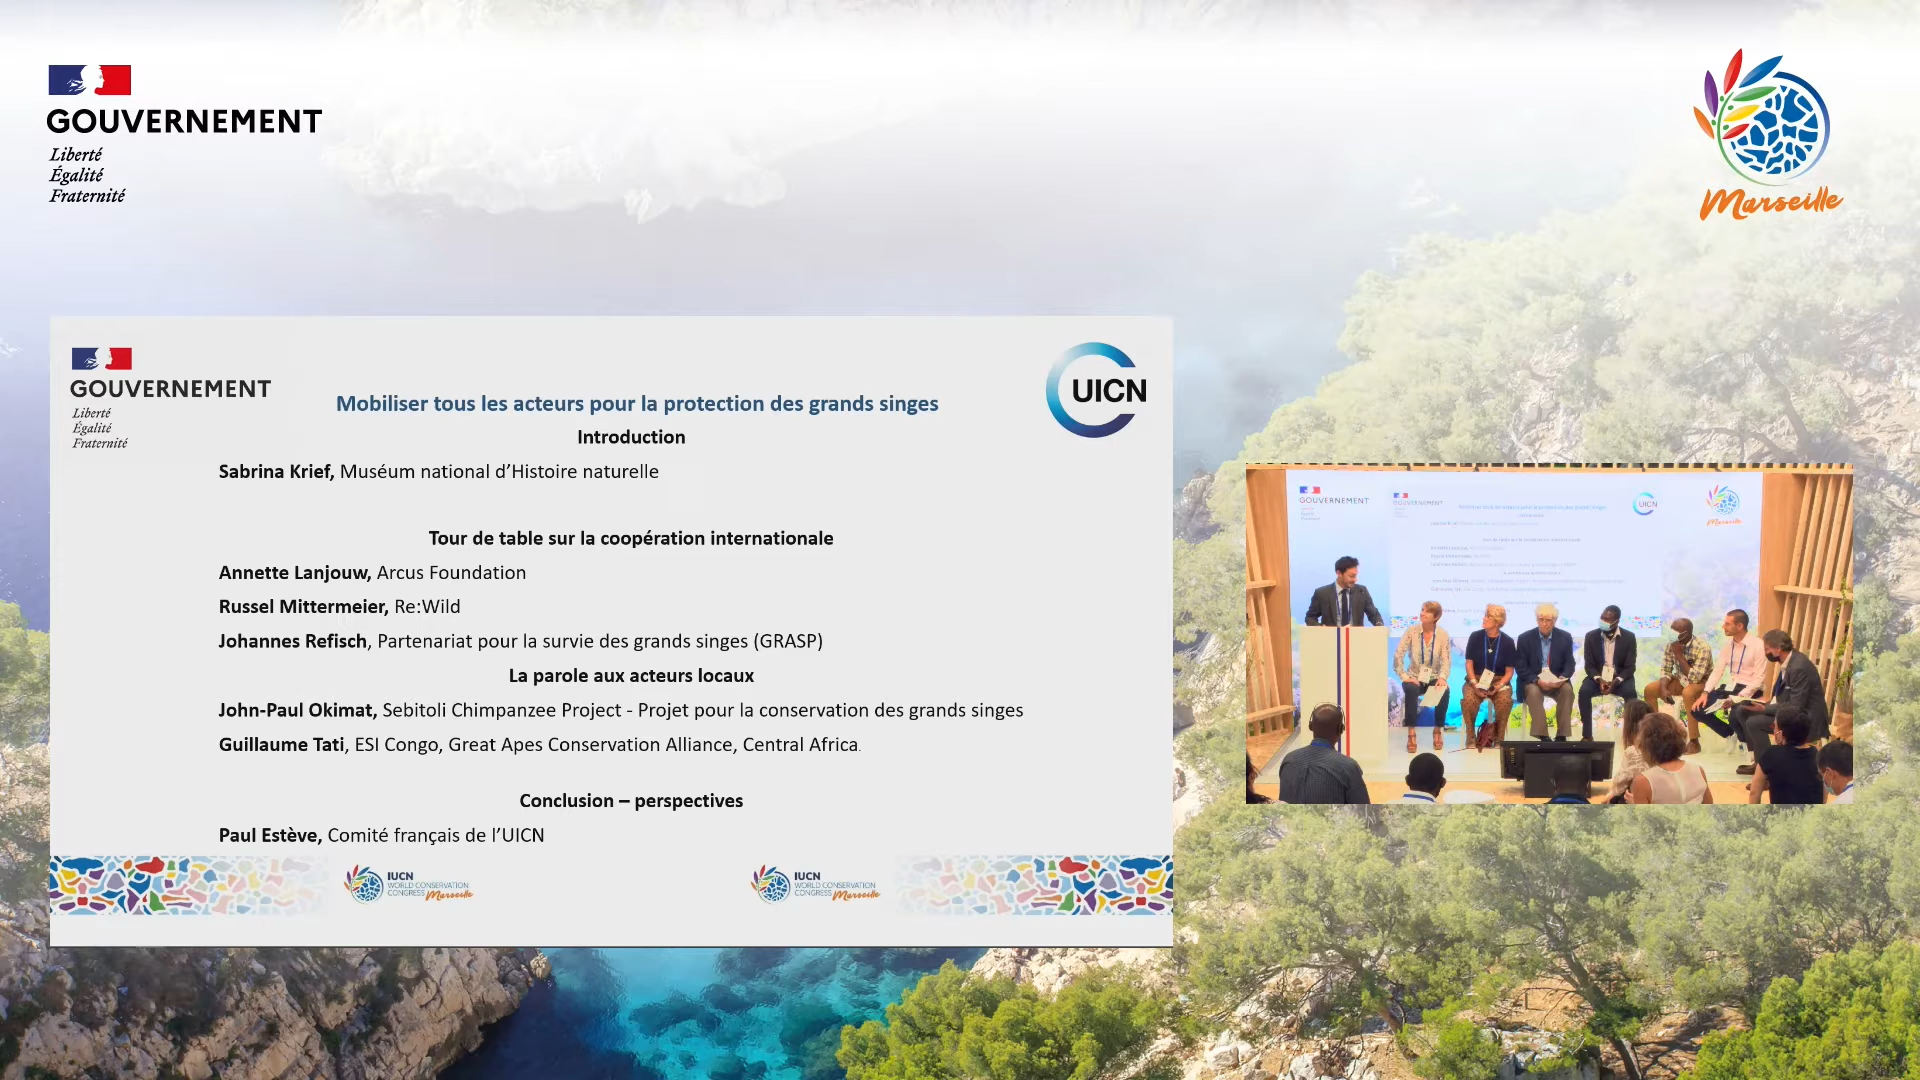 GOUVERNEMENT
Liberté
Égalité
Fraternité
Marseille
GOUVERNEMENT
Liberté
Égalité
Fraternité
UICN
Mobiliser tous les acteurs pour la protection des grands singes
Introduction
Sabrina Krief, Muséum national d’Histoire naturelle
Tour de table sur la coopération internationale
Annette Lanjouw, Arcus Foundation
Russel Mittermeier, Re:Wild
Johannes Refisch, Partenariat pour la survie des grands singes (GRASP)
La parole aux acteurs locaux
John-Paul Okimat, Sebitoli Chimpanzee Project - Projet pour la conservation des grands singes
Guillaume Tati, ESI Congo, Great Apes Conservation Alliance, Central Africa.
Conclusion – perspectives
Paul Estève, Comité français de l’UICN
IUCN
WORLD CONSERVATION
CONGRESS Marseille
IUCN
WORLD CONSERVATION
CONGRESS Marseille
GOUVERNEMENT
GOUVERNEMENT
UICN
Marseille